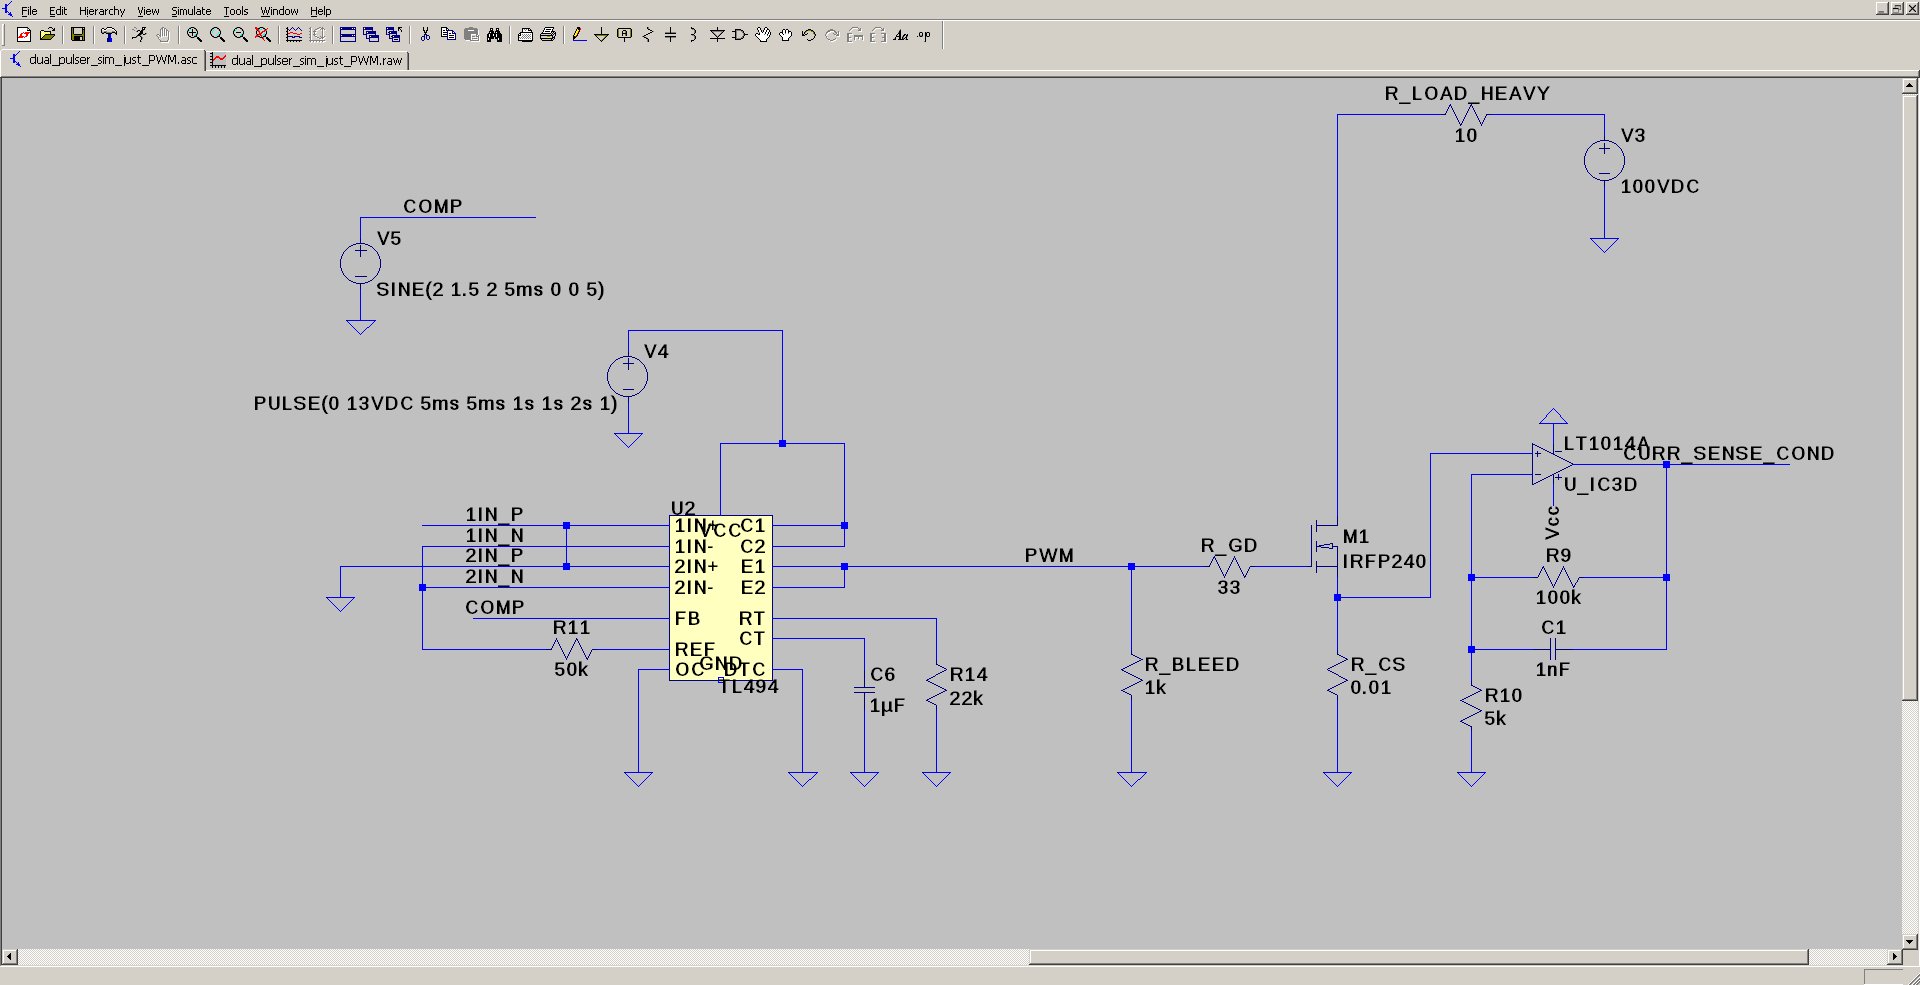 File Edit Hierarchy View Simulate Tools Window Help
dual_pulser_sim_just_PWM.asc dual_pulser_sim_just_PWM.raw
R_LOAD_HEAVY
10
V3
100VDC
COMP
V5
SINE(2 1.5 2 5ms 0 0 5)
V4
PULSE(0 13VDC 5ms 5ms 1s 1s 2s 1)
LT1014A
CURR_SENSE_COND
U_IC3D
Vcc
U2
1IN_P
1IN_N
2IN_P
2IN_N
COMP
1IN+ VCC C1
1IN- C2
2IN+ E1
2IN- E2
FB RT
CT
REF
OC GND DTC
TL494
R11
50k
C6
1µF
R14
22k
PWM
R_GD
33
M1
IRFP240
R_BLEED
1k
R_CS
0.01
R9
100k
C1
1nF
R10
5k